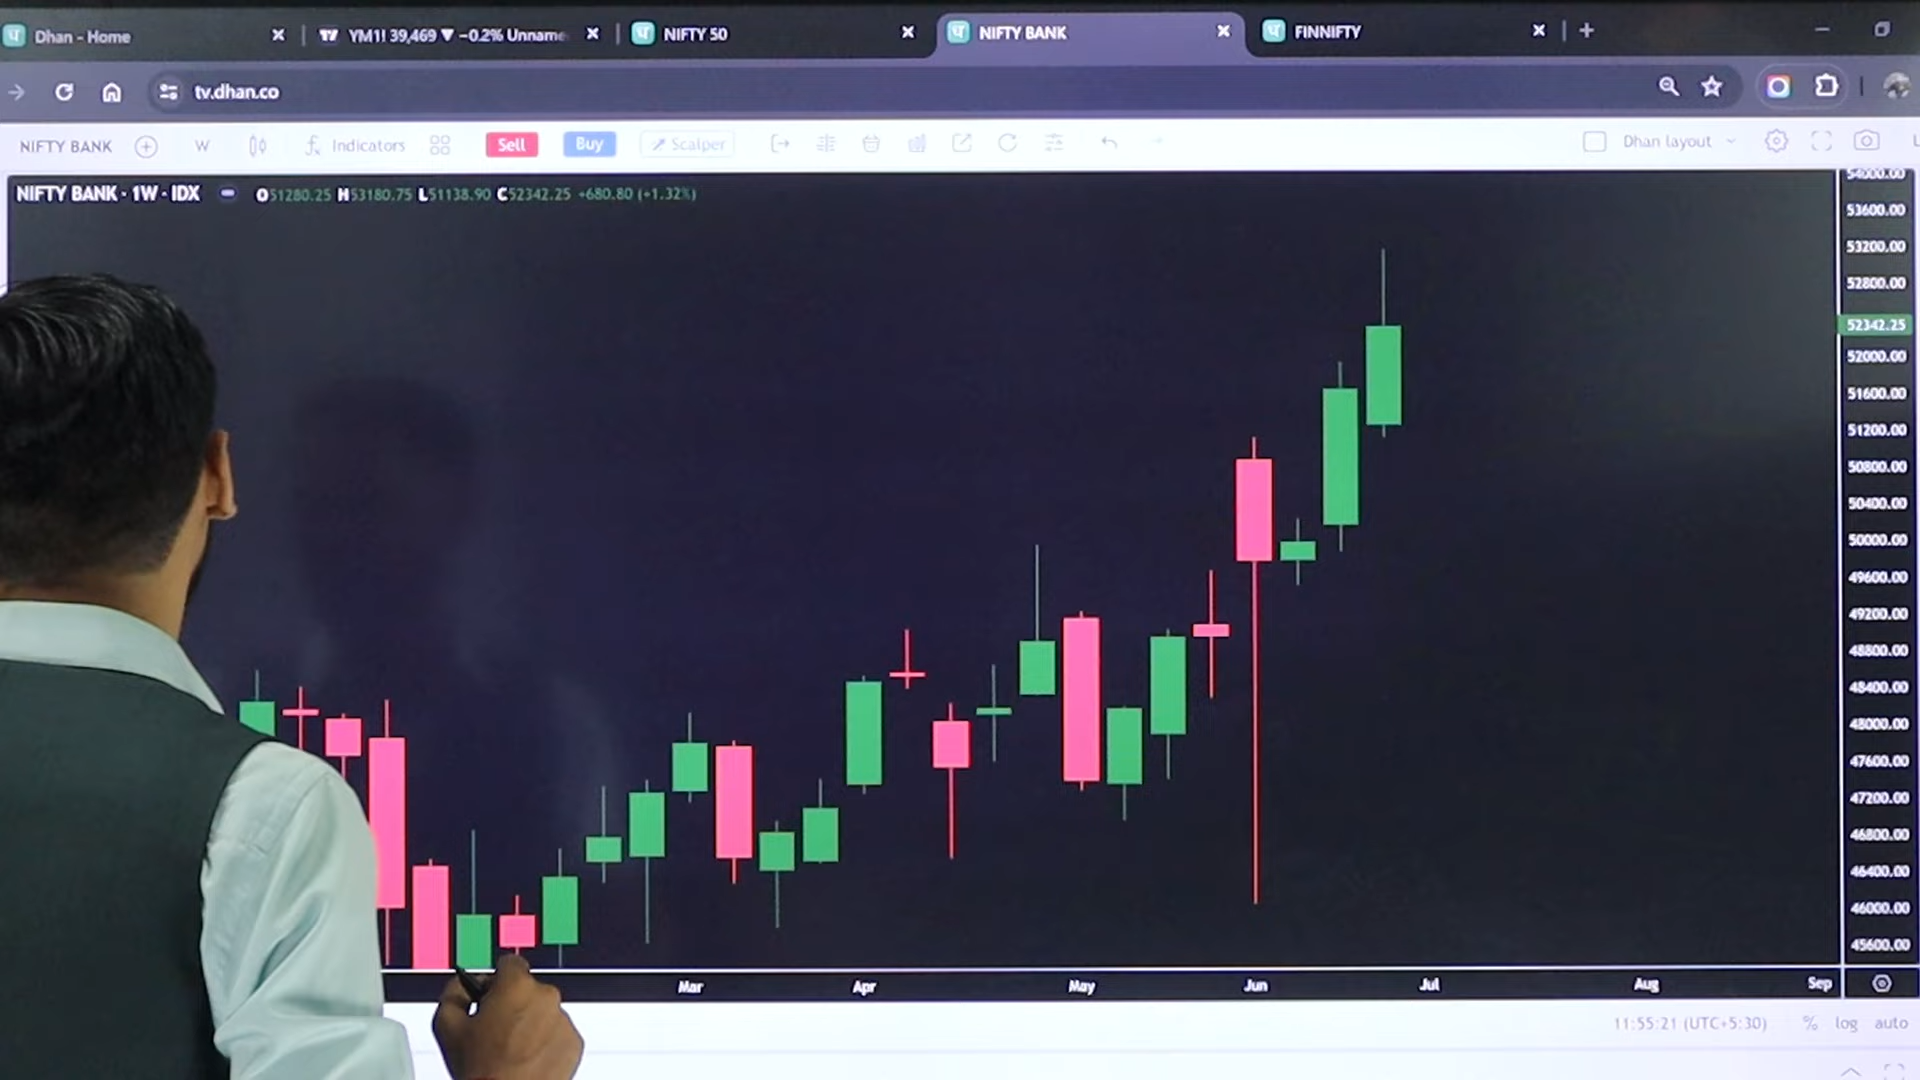 Dhan - Home
YM1! 39,469 ▼ −0.2% Unname
NIFTY 50
NIFTY BANK
FINNIFTY
tv.dhan.co
NIFTY BANK
W
Indicators
Sell
Buy
Scalper
Dhan layout
NIFTY BANK · 1W · IDX
O51280.25 H53180.75 L51138.90 C52342.25 +680.80 (+1.32%)
54000.00
53600.00
53200.00
52800.00
52342.25
52000.00
51600.00
51200.00
50800.00
50400.00
50000.00
49600.00
49200.00
48800.00
48400.00
48000.00
47600.00
47200.00
46800.00
46400.00
46000.00
45600.00
Mar
Apr
May
Jun
Jul
Aug
Sep
11:55:21 (UTC+5:30)
%
log
auto